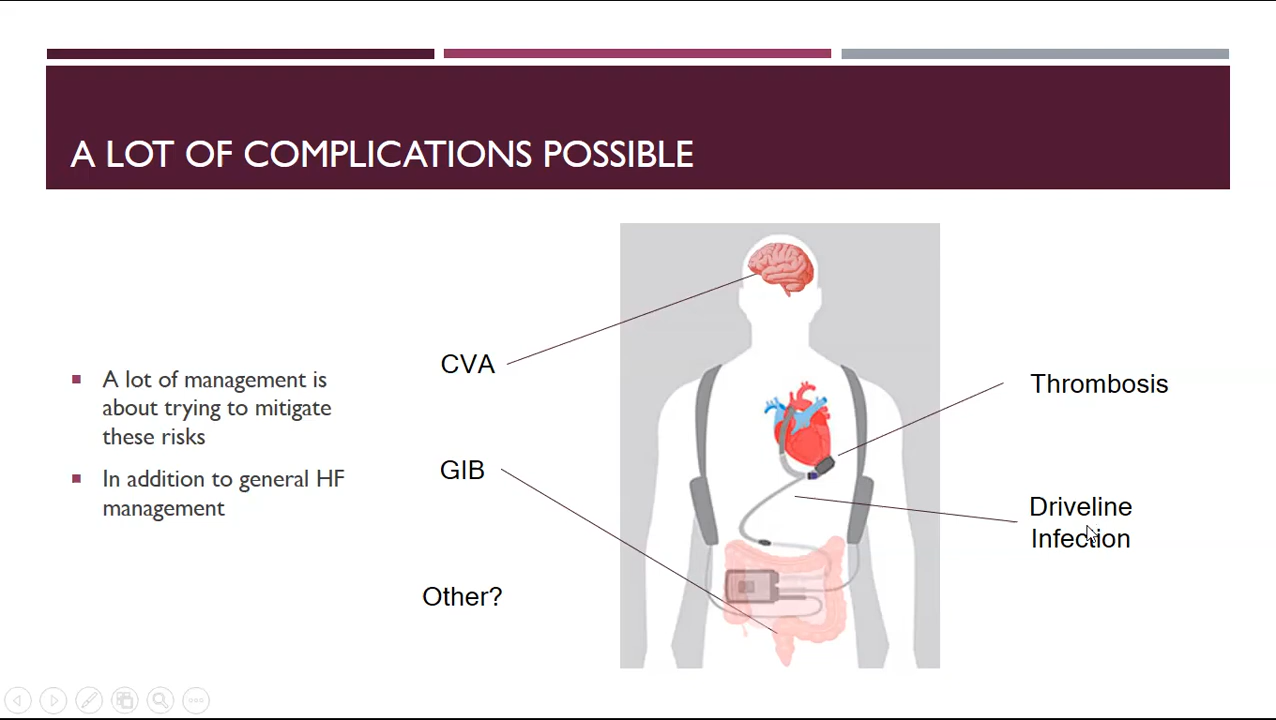 A LOT OF COMPLICATIONS POSSIBLE
A lot of management is
about trying to mitigate
these risks
In addition to general HF
management
CVA
GIB
Other?
Thrombosis
Driveline
Infection